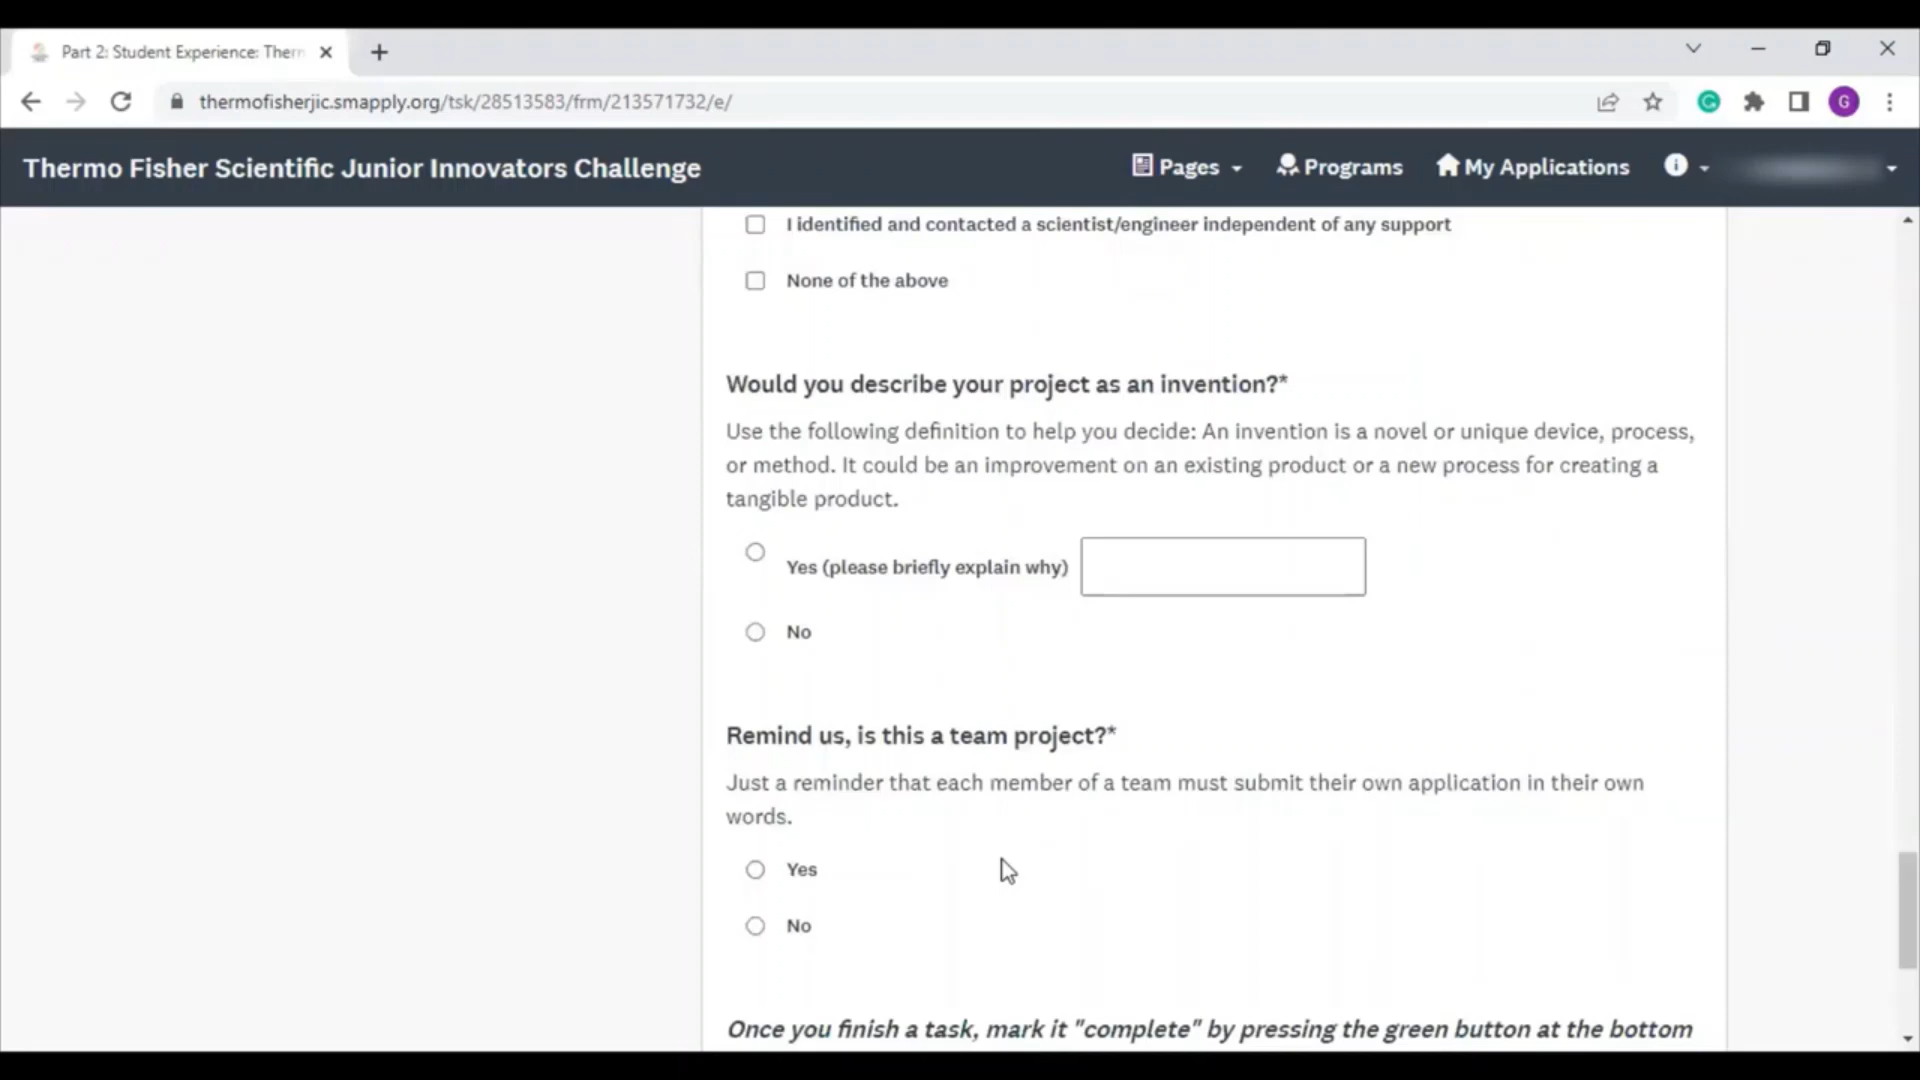 Part 2: Student Experience: Ther
thermofisherjic.smapply.org/tsk/28513583/frm/213571732/e/
G
Thermo Fisher Scientific Junior Innovators Challenge
Pages
Programs
My Applications
I identified and contacted a scientist/engineer independent of any support
None of the above
Would you describe your project as an invention?*
Use the following definition to help you decide: An invention is a novel or unique device, process,
or method. It could be an improvement on an existing product or a new process for creating a
tangible product.
Yes (please briefly explain why)
No
Remind us, is this a team project?*
Just a reminder that each member of a team must submit their own application in their own
words.
Yes
No
Once you finish a task, mark it "complete" by pressing the green button at the bottom